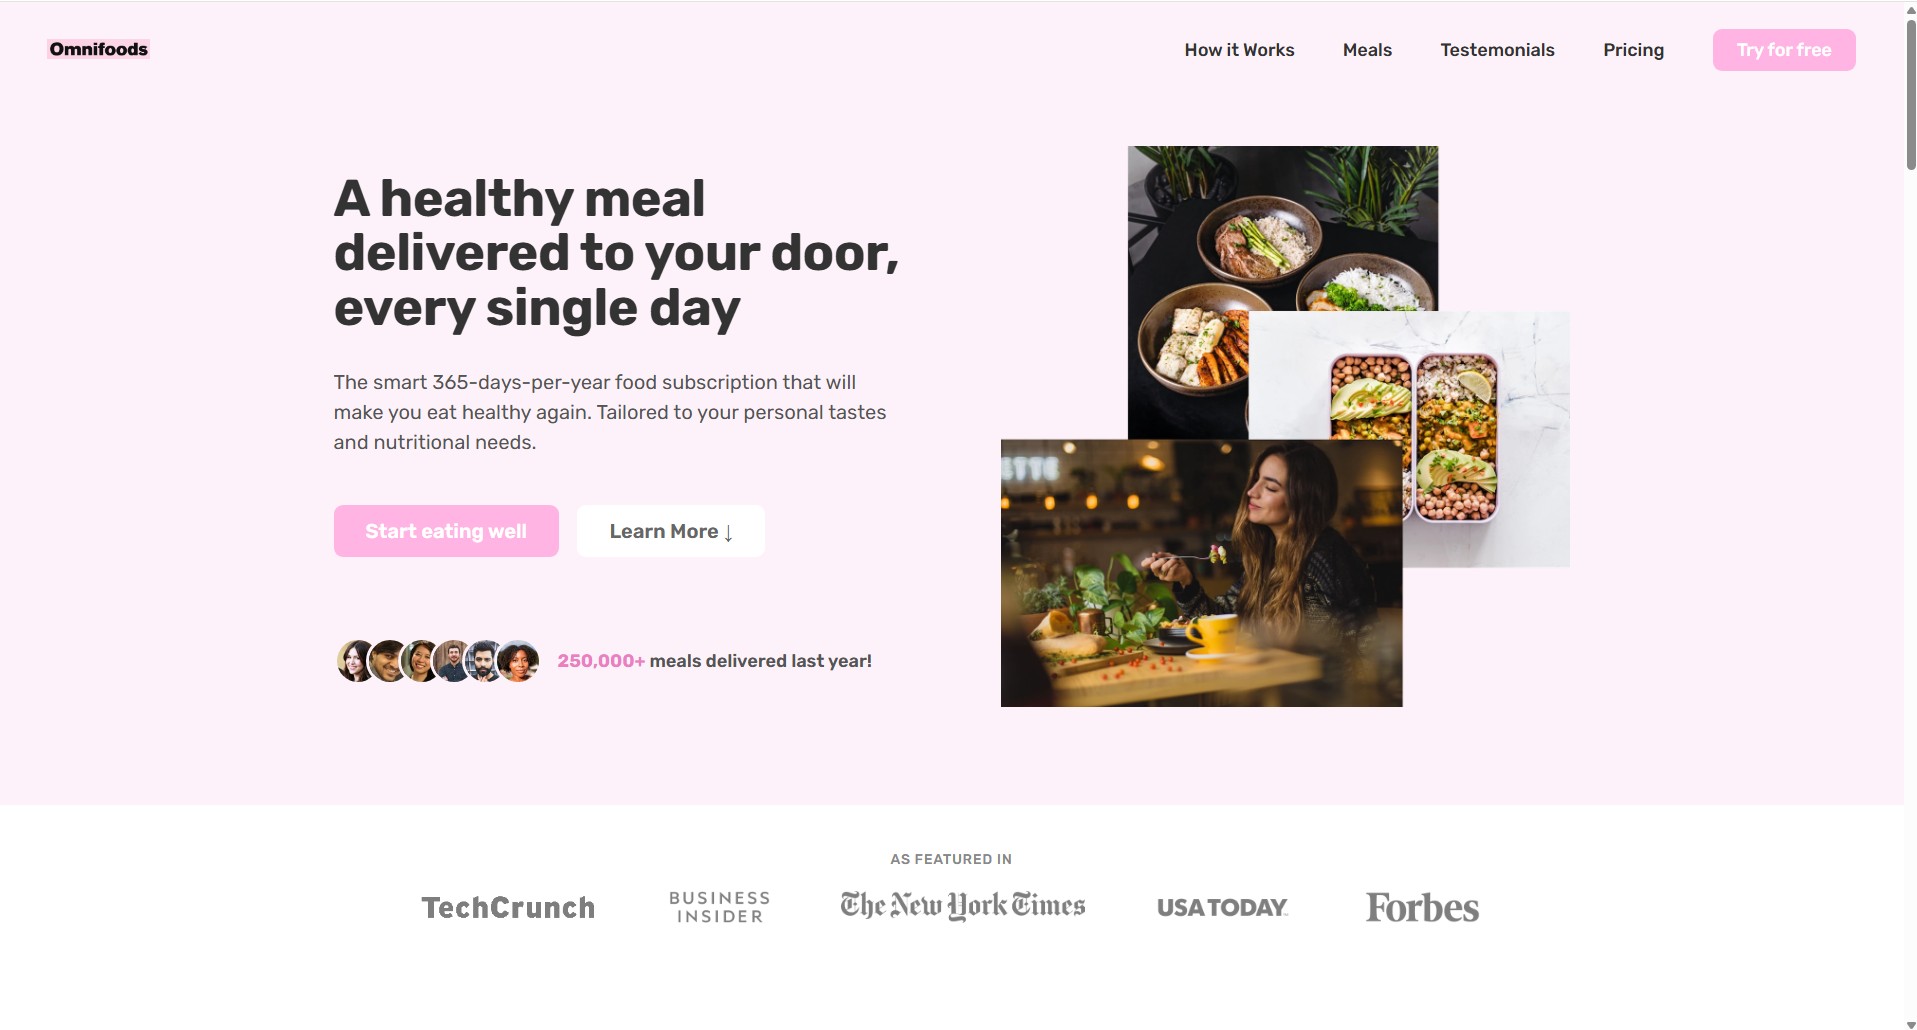 Omnifoods
How it Works
Meals
Testemonials
Pricing
Try for free
A healthy meal
delivered to your door,
every single day
The smart 365-days-per-year food subscription that will
make you eat healthy again. Tailored to your personal tastes
and nutritional needs.
Start eating well
Learn More ↓
250,000+ meals delivered last year!
ETTE
AS FEATURED IN
TechCrunch
BUSINESS
INSIDER
The New York Times
USA TODAY
Forbes